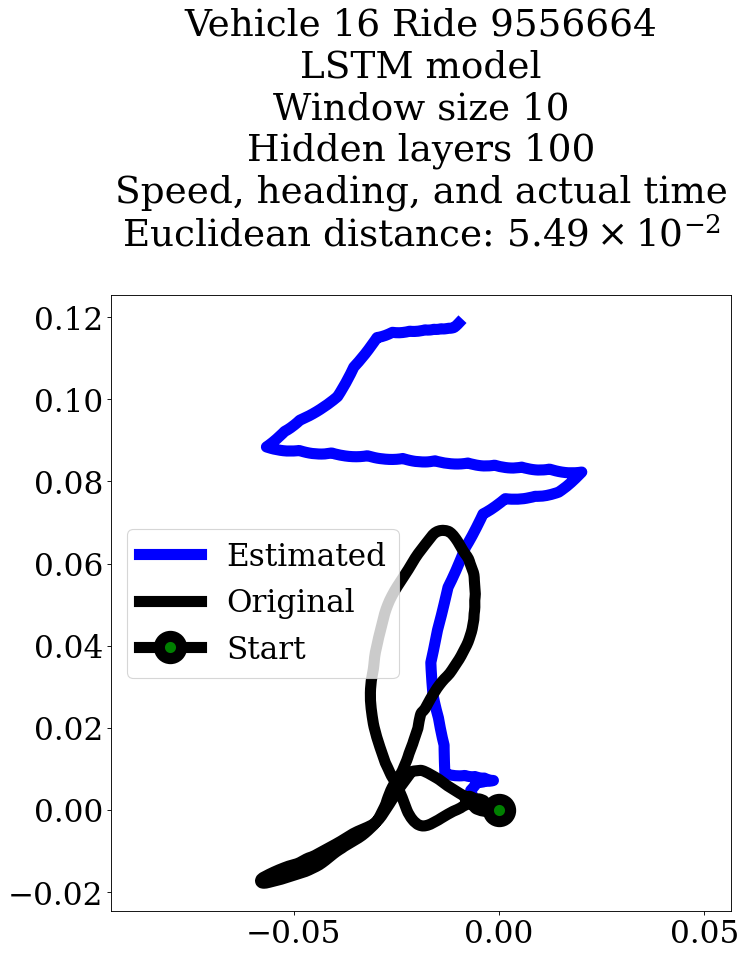 Vehicle 16 Ride 9556664
LSTM model
Window size 10
Hidden layers 100
Speed, heading, and actual time
Euclidean distance: 5.49 × 10⁻²
0.12
0.10
0.08
0.06
0.04
0.02
0.00
−0.02
Estimated
Original
Start
−0.05 0.00 0.05